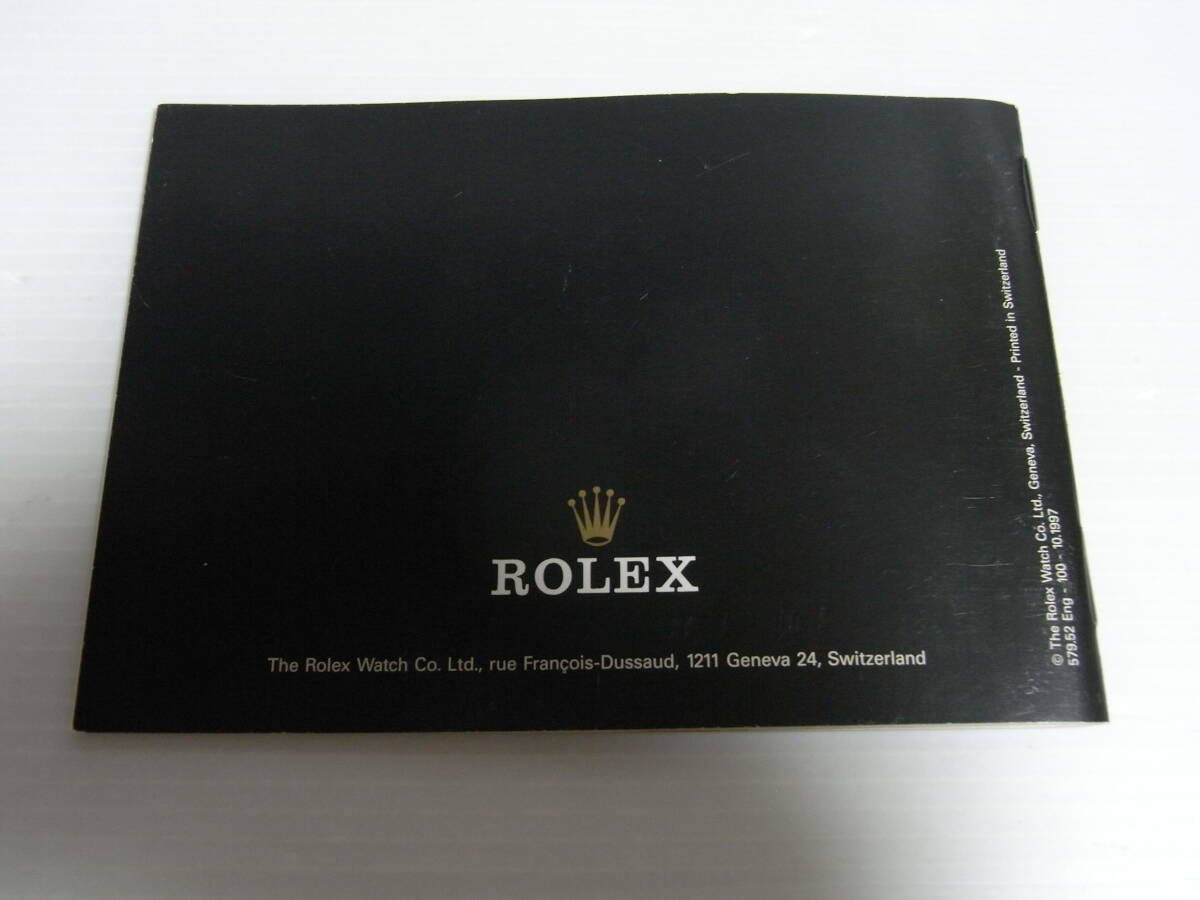 ROLEX
The Rolex Watch Co. Ltd., rue François-Dussaud, 1211 Geneva 24, Switzerland
© The Rolex Watch Co. Ltd., Geneva, Switzerland - Printed in Switzerland
579.52 Eng - 100 - 10.1997